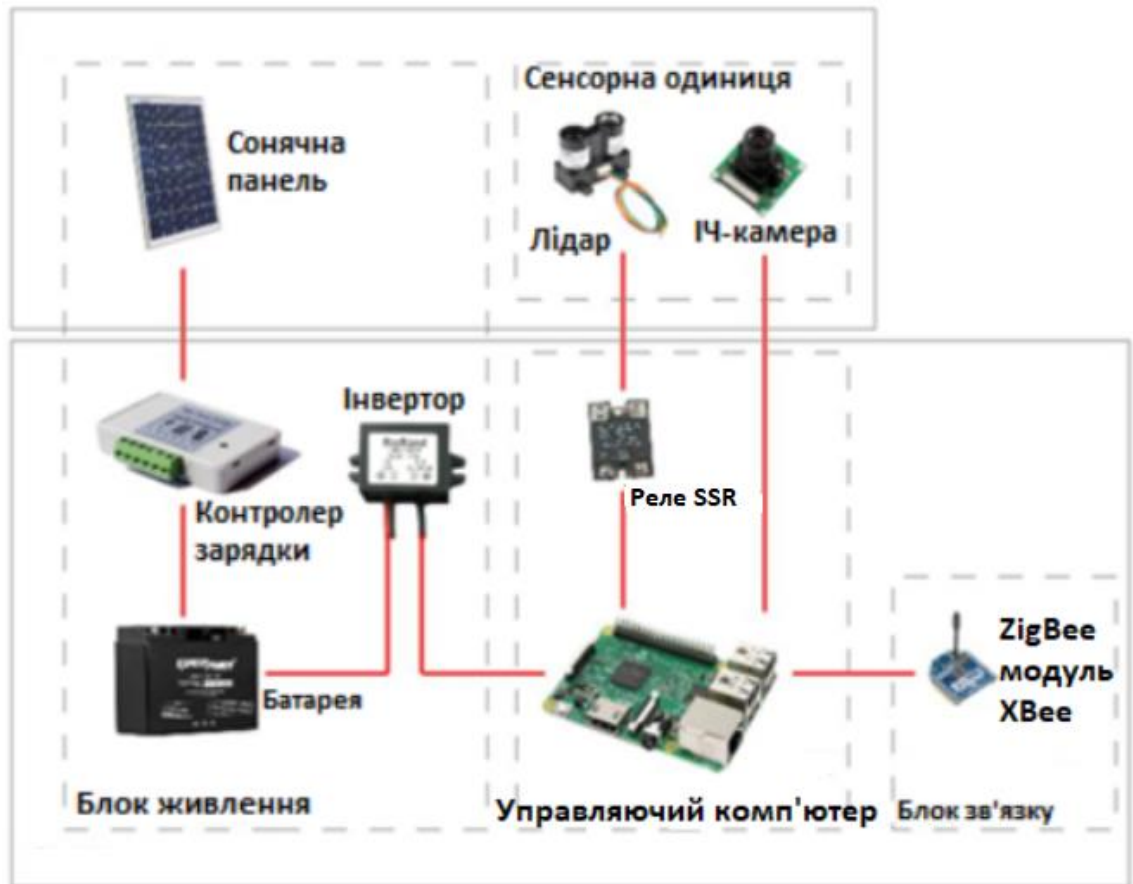 Сенсорна одиниця
Сонячна
панель
Лідар
ІЧ-камера
Інвертор
Реле SSR
Контролер
зарядки
Батарея
ZigBee
модуль
XBee
Блок живлення
Управляючий комп'ютер
Блок зв'язку